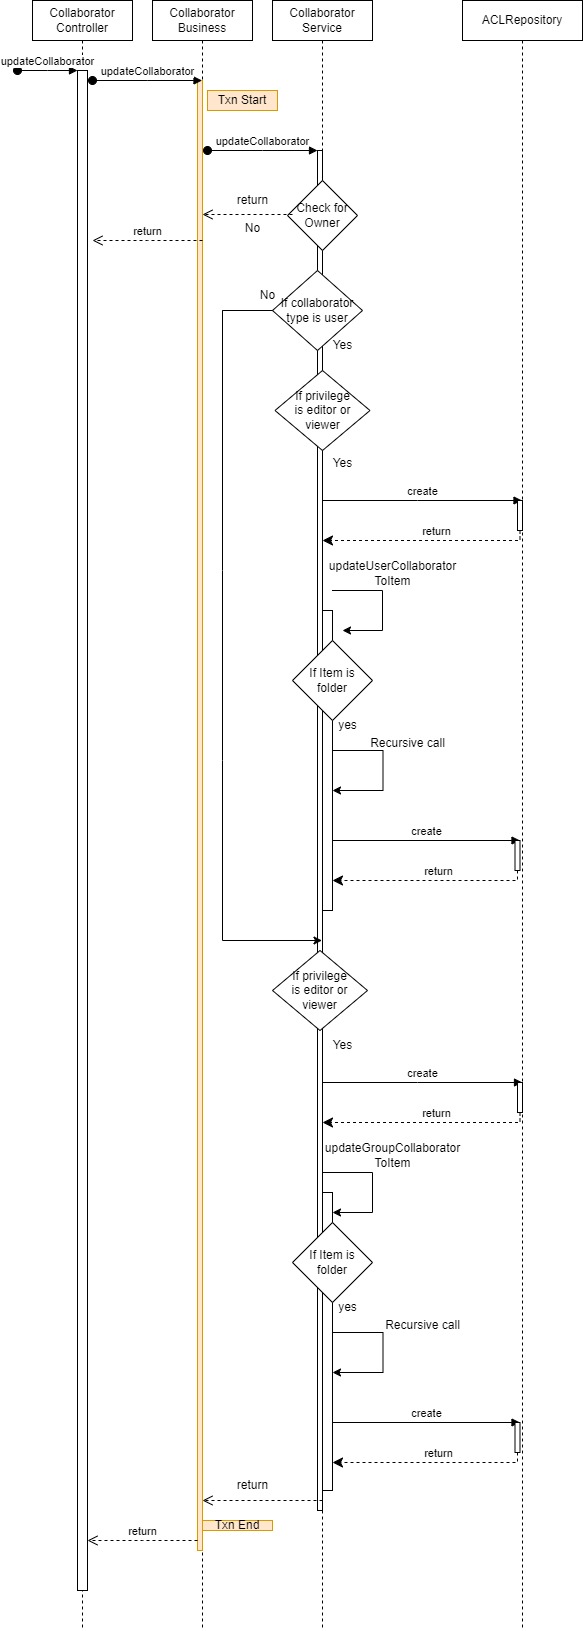 Collaborator
Controller
Collaborator
Business
Collaborator
Service
ACLRepository
updateCollaborator
updateCollaborator
Txn Start
updateCollaborator
return
Check for
Owner
No
return
No
If collaborator
type is user
Yes
If privilege
is editor or
viewer
Yes
create
return
updateUserCollaborator
ToItem
If Item is
folder
yes
Recursive call
create
return
If privilege
is editor or
viewer
Yes
create
return
updateGroupCollaborator
ToItem
If Item is
folder
yes
Recursive call
create
return
return
Txn End
return